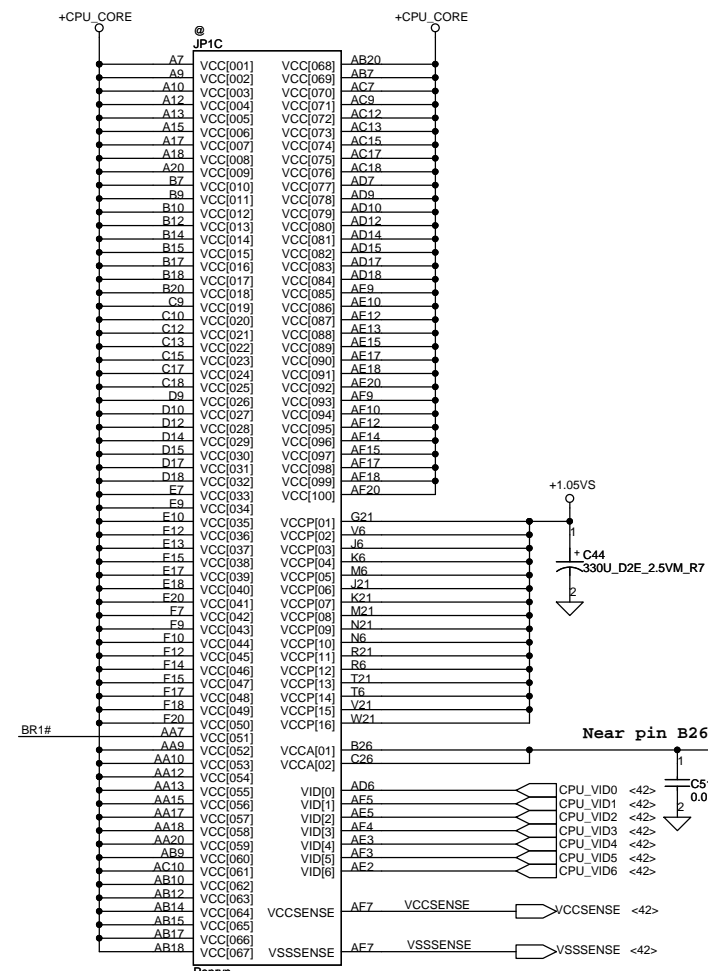 +CPU_CORE +CPU_CORE
@
JP1C
A7 VCC[001] VCC[068] AB20
A9 VCC[002] VCC[069] AB7
A10 VCC[003] VCC[070] AC7
A12 VCC[004] VCC[071] AC9
A13 VCC[005] VCC[072] AC12
A15 VCC[006] VCC[073] AC13
A17 VCC[007] VCC[074] AC15
A18 VCC[008] VCC[075] AC17
A20 VCC[009] VCC[076] AC18
B7 VCC[010] VCC[077] AD7
B9 VCC[011] VCC[078] AD9
B10 VCC[012] VCC[079] AD10
B12 VCC[013] VCC[080] AD12
B14 VCC[014] VCC[081] AD14
B15 VCC[015] VCC[082] AD15
B17 VCC[016] VCC[083] AD17
B18 VCC[017] VCC[084] AD18
B20 VCC[018] VCC[085] AE9
C9 VCC[019] VCC[086] AE10
C10 VCC[020] VCC[087] AE12
C12 VCC[021] VCC[088] AE13
C13 VCC[022] VCC[089] AE15
C15 VCC[023] VCC[090] AE17
C17 VCC[024] VCC[091] AE18
C18 VCC[025] VCC[092] AE20
D9 VCC[026] VCC[093] AF9
D10 VCC[027] VCC[094] AF10
D12 VCC[028] VCC[095] AF12
D14 VCC[029] VCC[096] AF14
D15 VCC[030] VCC[097] AF15
D17 VCC[031] VCC[098] AF17
D18 VCC[032] VCC[099] AF18
E7 VCC[033] VCC[100] AF20
E9 VCC[034]
+1.05VS
E10 VCC[035] VCCP[01] G21
E12 VCC[036] VCCP[02] V6
E13 VCC[037] VCCP[03] J6
E15 VCC[038] VCCP[04] K6
E17 VCC[039] VCCP[05] M6
E18 VCC[040] VCCP[06] J21
E20 VCC[041] VCCP[07] K21
F7 VCC[042] VCCP[08] M21
F9 VCC[043] VCCP[09] N21
F10 VCC[044] VCCP[10] N6
F12 VCC[045] VCCP[11] R21
F14 VCC[046] VCCP[12] R6
F15 VCC[047] VCCP[13] T21
F17 VCC[048] VCCP[14] T6
F18 VCC[049] VCCP[15] V21
F20 VCC[050] VCCP[16] W21
1
+ C44
330U_D2E_2.5VM_R7
2
BR1# AA7 VCC[051]
Near pin B26
AA9 VCC[052] VCCA[01] B26
AA10 VCC[053] VCCA[02] C26
1
C5
0.0
2
AA12 VCC[054]
AA13 VCC[055] VID[0] AD6 CPU_VID0 <42>
AA15 VCC[056] VID[1] AF5 CPU_VID1 <42>
AA17 VCC[057] VID[2] AE5 CPU_VID2 <42>
AA18 VCC[058] VID[3] AF4 CPU_VID3 <42>
AA20 VCC[059] VID[4] AE3 CPU_VID4 <42>
AB9 VCC[060] VID[5] AF3 CPU_VID5 <42>
AC10 VCC[061] VID[6] AE2 CPU_VID6 <42>
AB10 VCC[062]
AB12 VCC[063]
AB14 VCC[064] VCCSENSE AF7 VCCSENSE VCCSENSE <42>
AB15 VCC[065]
AB17 VCC[066]
AB18 VCC[067] VSSSENSE AE7 VSSSENSE VSSSENSE <42>